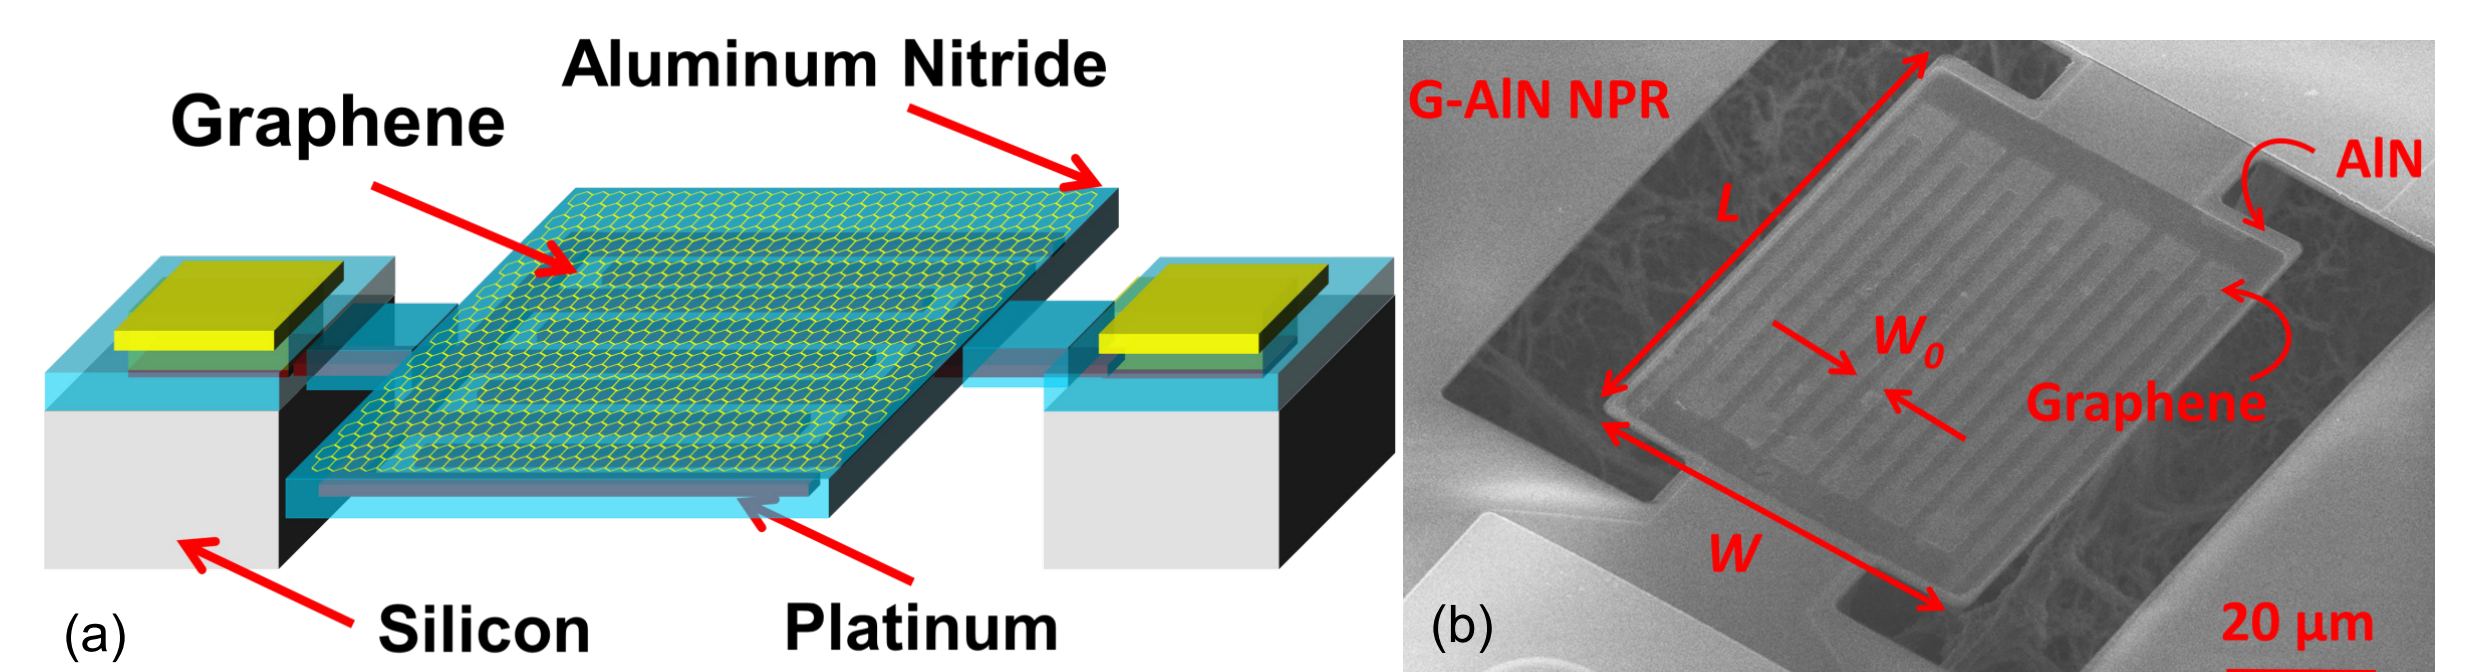 Aluminum Nitride
Graphene
Silicon
Platinum
(a)
G-AlN NPR
AlN
L
W0
Graphene
W
20 μm
(b)